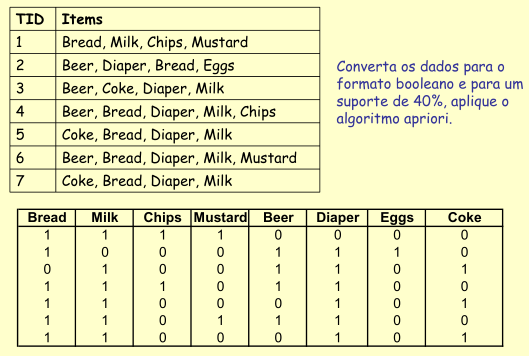 TID Items
1 Bread, Milk, Chips, Mustard
2 Beer, Diaper, Bread, Eggs
3 Beer, Coke, Diaper, Milk
4 Beer, Bread, Diaper, Milk, Chips
5 Coke, Bread, Diaper, Milk
6 Beer, Bread, Diaper, Milk, Mustard
7 Coke, Bread, Diaper, Milk
Converta os dados para o
formato booleano e para um
suporte de 40%, aplique o
algoritmo apriori.
Bread Milk Chips Mustard Beer Diaper Eggs Coke
1 1 1 1 0 0 0 0
1 0 0 0 1 1 1 0
0 1 0 0 1 1 0 1
1 1 1 0 1 1 0 0
1 1 0 0 0 1 0 1
1 1 0 1 1 1 0 0
1 1 0 0 0 1 0 1